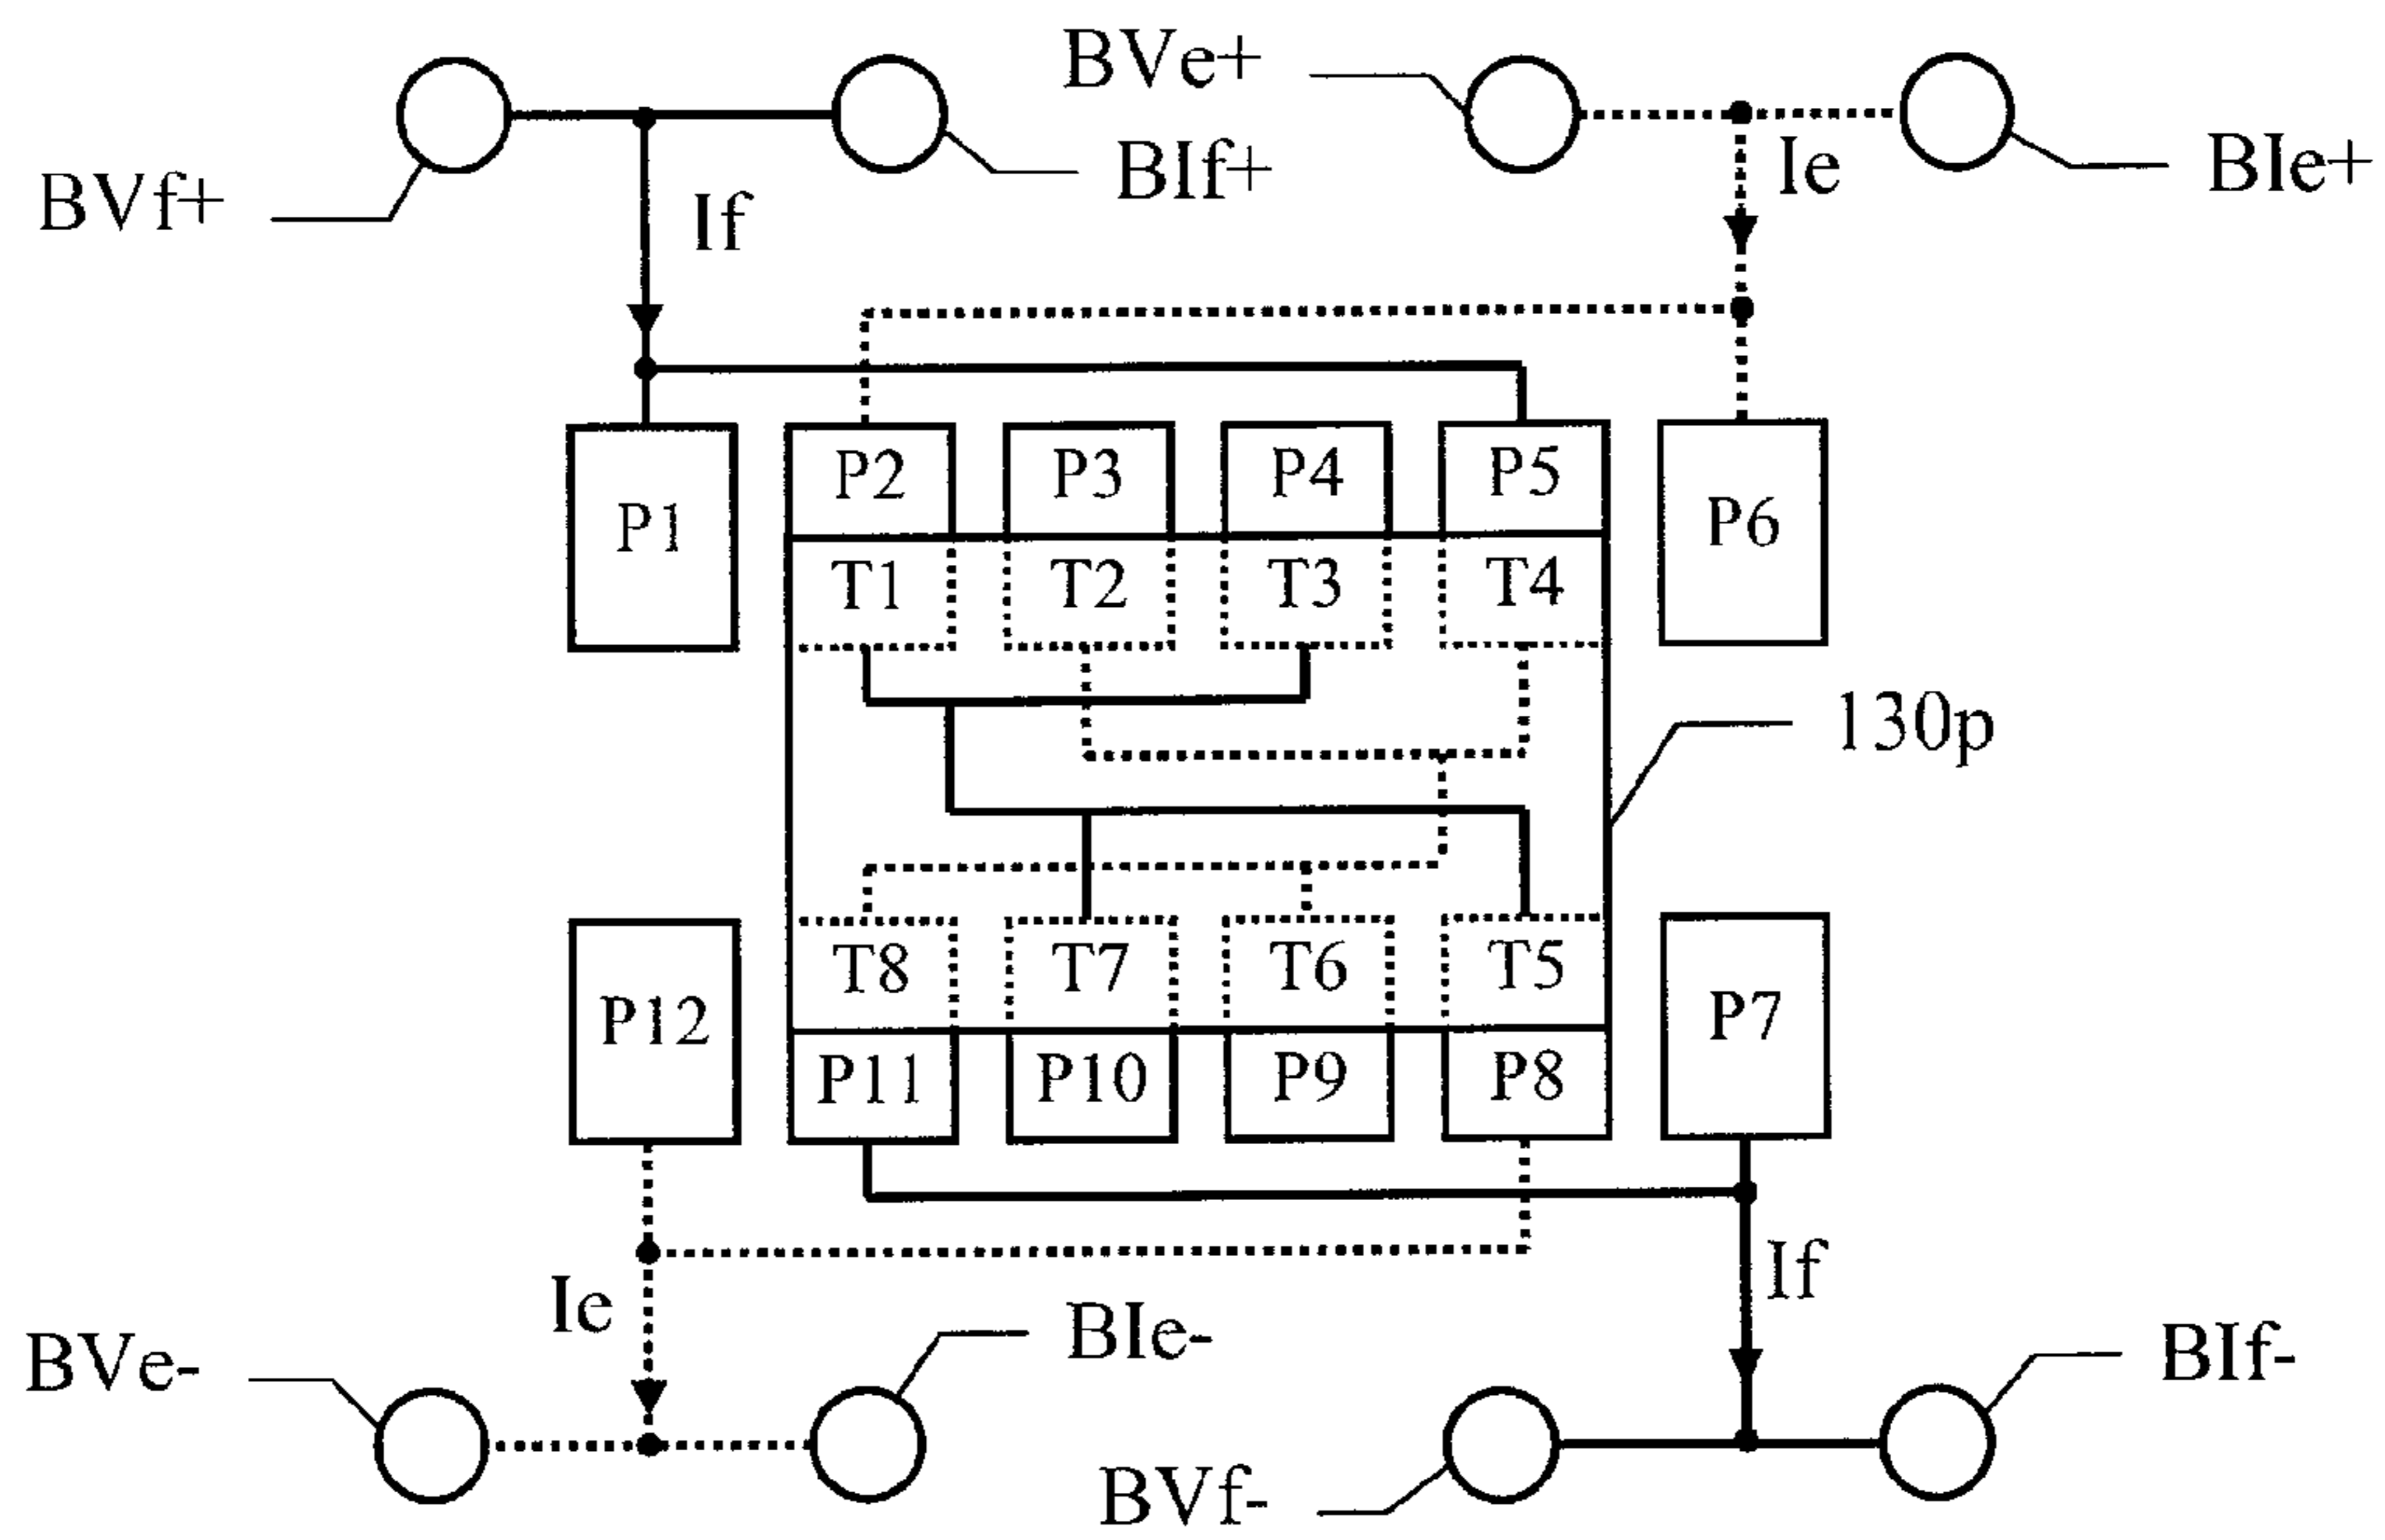 BVf+
BIf+
BVe+
BIe+
If
Ie
P1
P2
P3
P4
P5
P6
T1
T2
T3
T4
130p
T8
T7
T6
T5
P12
P11
P10
P9
P8
P7
Ie
If
BVe-
BIe-
BVf-
BIf-